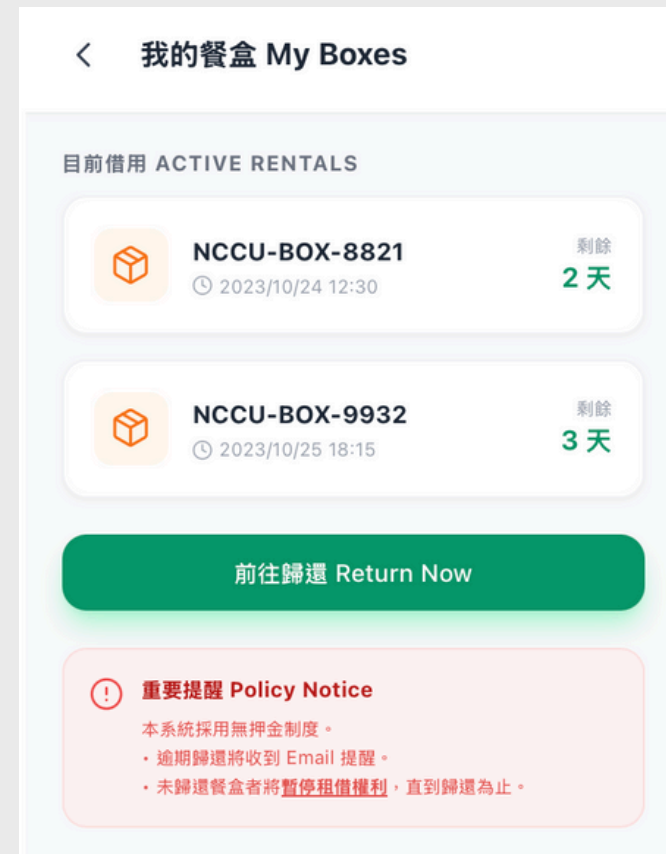 我的餐盒 My Boxes
目前借用 ACTIVE RENTALS
NCCU-BOX-8821
2023/10/24 12:30
剩餘
2 天
NCCU-BOX-9932
2023/10/25 18:15
剩餘
3 天
前往歸還 Return Now
重要提醒 Policy Notice
本系統採用無押金制度。
• 逾期歸還將收到 Email 提醒。
• 未歸還餐盒者將暫停租借權利，直到歸還為止。